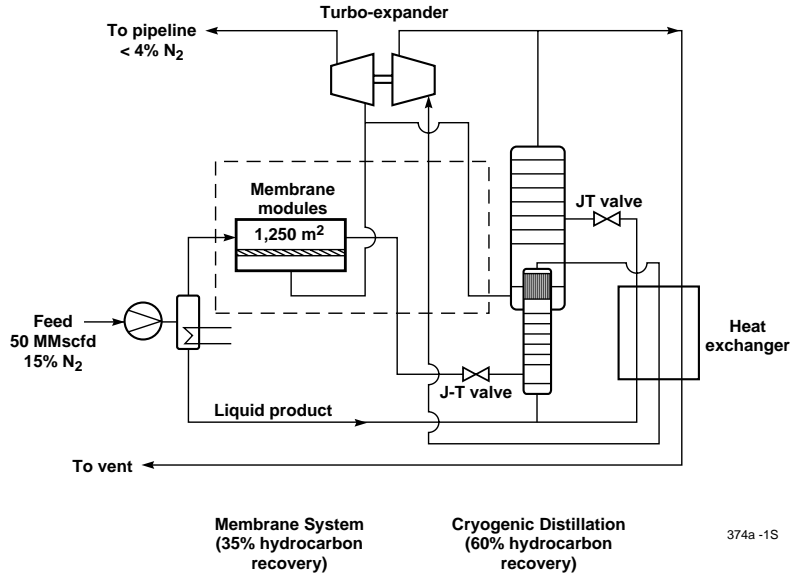 Turbo-expander
To pipeline
< 4% N2
Membrane
modules
1,250 m2
JT valve
Feed
50 MMscfd
15% N2
Heat
exchanger
J-T valve
Liquid product
To vent
Membrane System
(35% hydrocarbon
recovery)
Cryogenic Distillation
(60% hydrocarbon
recovery)
374a -1S